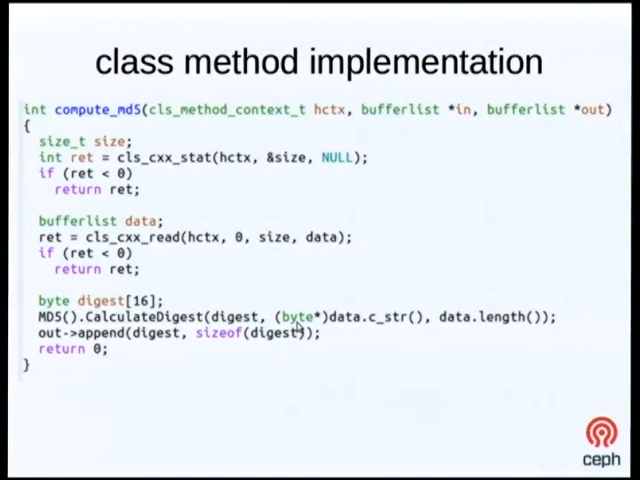 class method implementation
int compute_md5(cls_method_context_t hctx, bufferlist *in, bufferlist *out)
{
size_t size;
int ret = cls_cxx_stat(hctx, &size, NULL);
if (ret < 0)
return ret;
bufferlist data;
ret = cls_cxx_read(hctx, 0, size, data);
if (ret < 0)
return ret;
byte digest[16];
MD5().CalculateDigest(digest, (byte*)data.c_str(), data.length());
out->append(digest, sizeof(digest));
return 0;
}
ceph